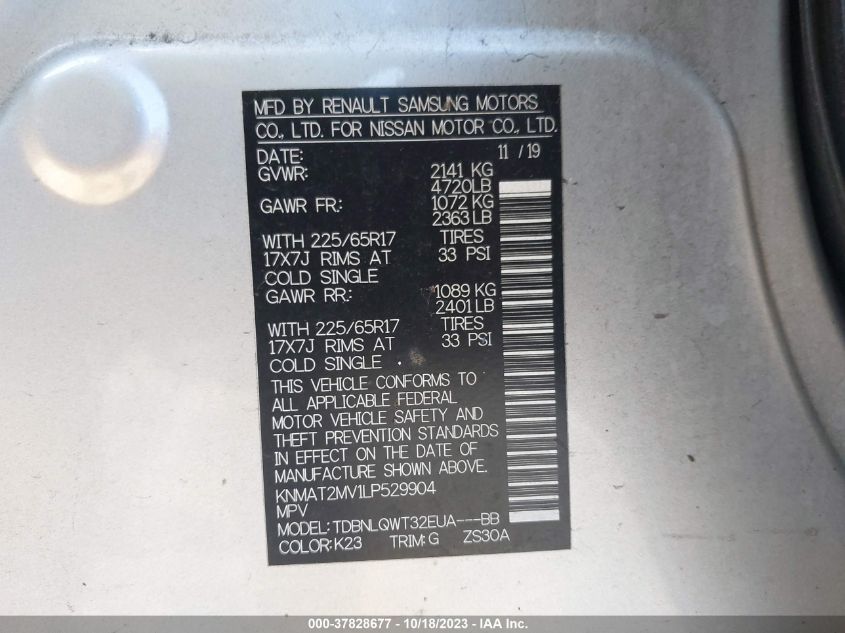 MFD BY RENAULT SAMSUNG MOTORS
CO., LTD. FOR NISSAN MOTOR CO., LTD.
DATE: 11 / 19
GVWR: 2141 KG
4720LB
GAWR FR.: 1072 KG
2363LB
WITH 225/65R17 TIRES
17X7J RIMS AT 33 PSI
COLD SINGLE
GAWR RR.: 1089 KG
2401LB
WITH 225/65R17 TIRES
17X7J RIMS AT 33 PSI
COLD SINGLE
THIS VEHICLE CONFORMS TO
ALL APPLICABLE FEDERAL
MOTOR VEHICLE SAFETY AND
THEFT PREVENTION STANDARDS
IN EFFECT ON THE DATE OF
MANUFACTURE SHOWN ABOVE.
KNMAT2MV1LP529904
MPV
MODEL: TDBNLQWT32EUA---BB
COLOR: K23 TRIM: G ZS30A
000-37828677 - 10/18/2023 - IAA Inc.